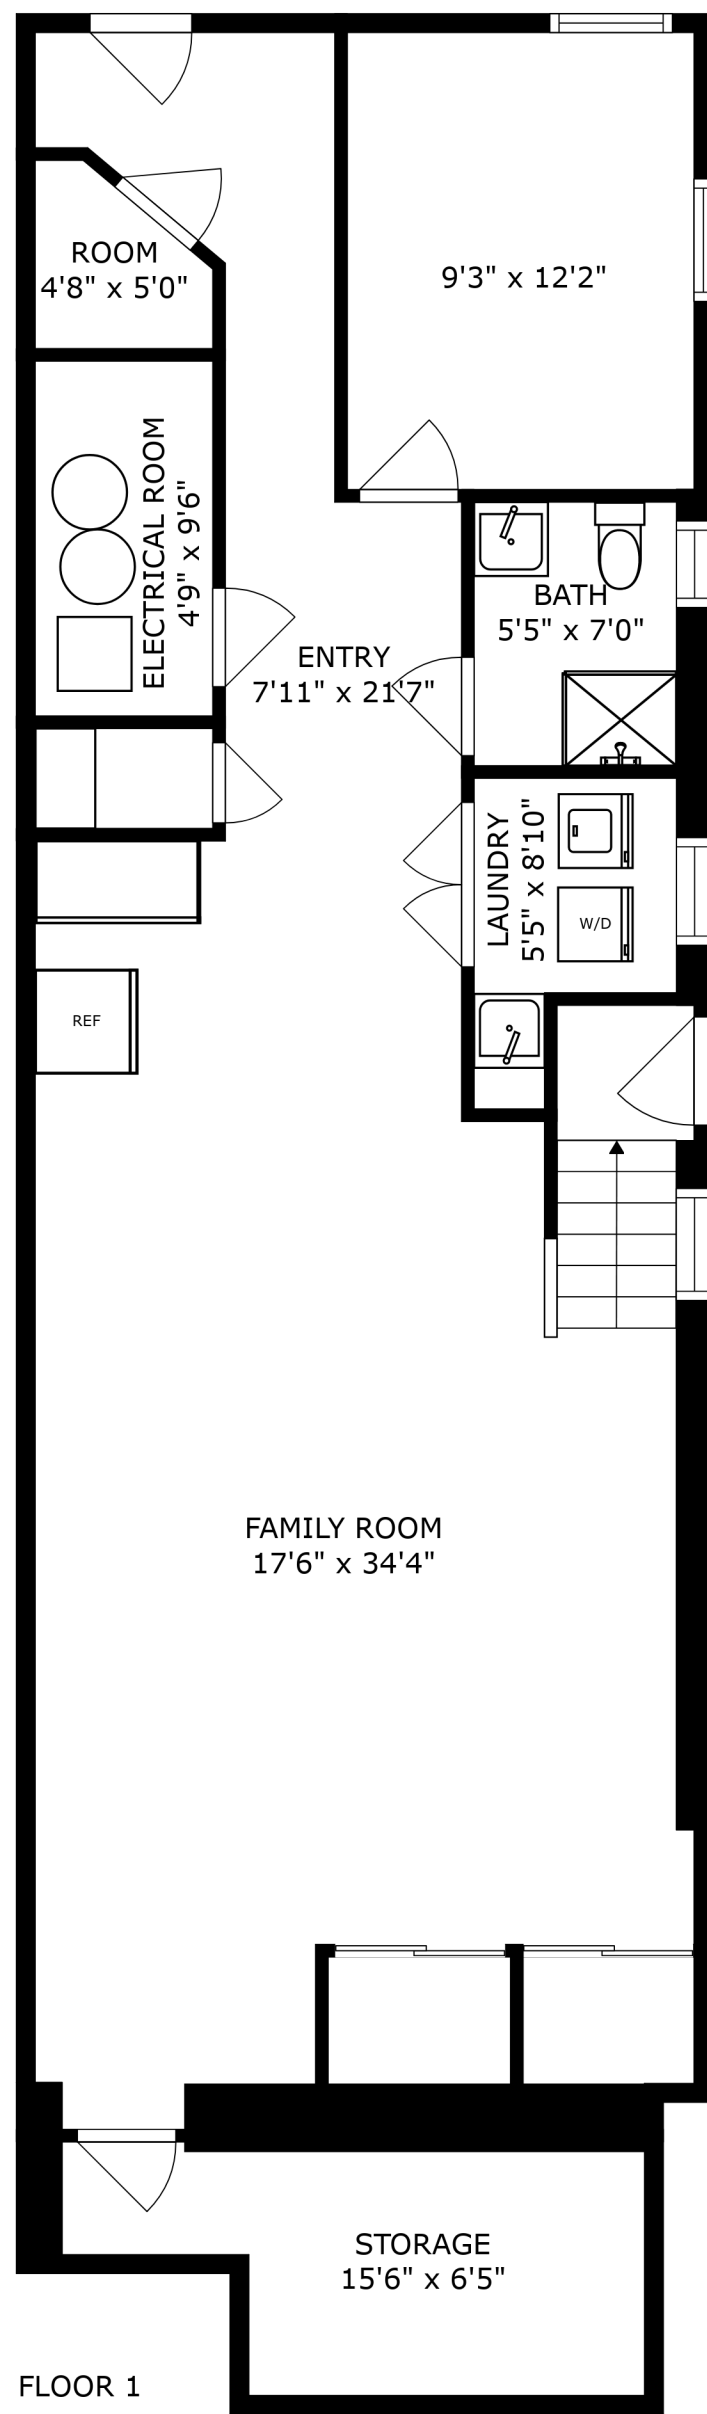 ROOM
4'8" x 5'0"
9'3" x 12'2"
ELECTRICAL ROOM
4'9" x 9'6"
BATH
5'5" x 7'0"
ENTRY
7'11" x 21'7"
LAUNDRY
5'5" x 8'10"
W/D
REF
FAMILY ROOM
17'6" x 34'4"
STORAGE
15'6" x 6'5"
FLOOR 1